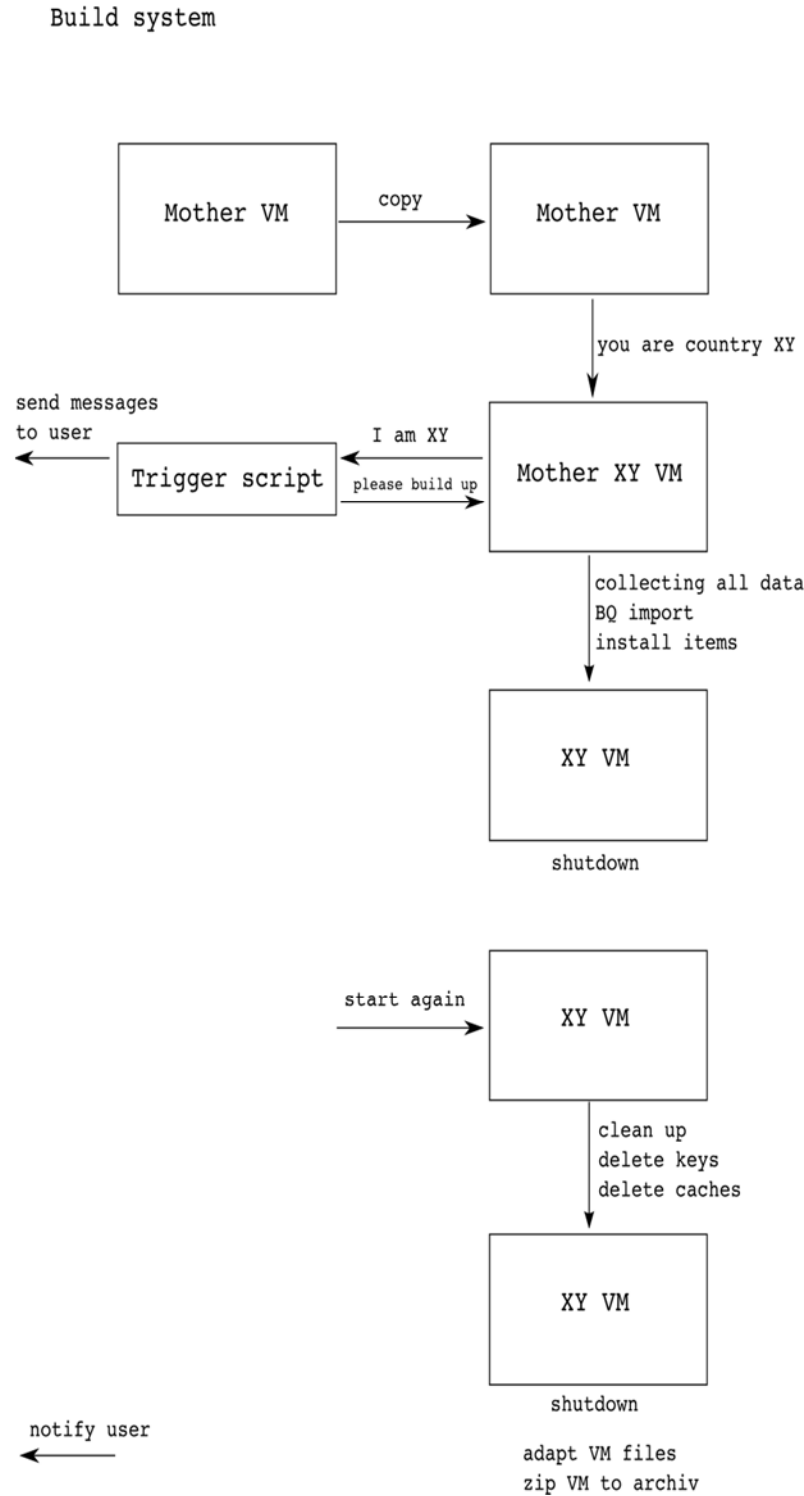 Build system
Mother VM
copy
Mother VM
you are country XY
send messages
to user
I am XY
Trigger script
please build up
Mother XY VM
collecting all data
BQ import
install items
XY VM
shutdown
start again
XY VM
clean up
delete keys
delete caches
XY VM
shutdown
notify user
adapt VM files
zip VM to archiv